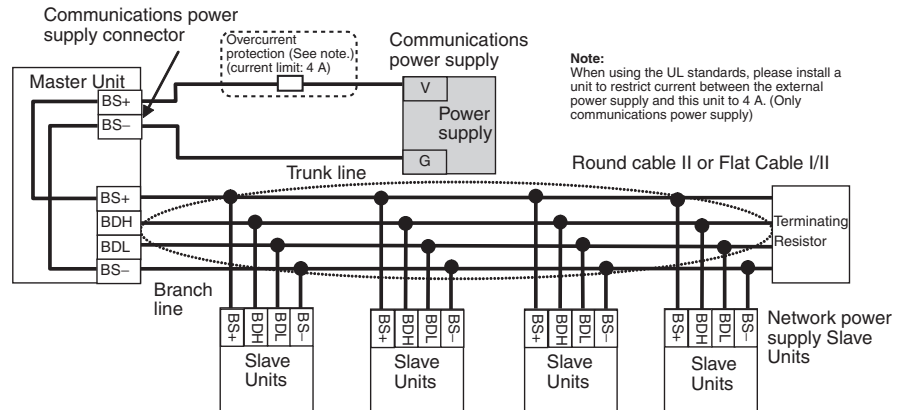 Communications power
supply connector
Overcurrent
protection (See note.)
(current limit: 4 A)
Communications
power supply
Note:
When using the UL standards, please install a
unit to restrict current between the external
power supply and this unit to 4 A. (Only
communications power supply)
Master Unit
BS+
BS−
V
Power
supply
G
Trunk line
Round cable II or Flat Cable I/II
BS+
BDH
BDL
BS−
Terminating
Resistor
Branch
line
BS+
BDH
BDL
BS−
Slave
Units
BS+
BDH
BDL
BS−
Slave
Units
BS+
BDH
BDL
BS−
Slave
Units
BS+
BDH
BDL
BS−
Slave
Units
Network power
supply Slave
Units